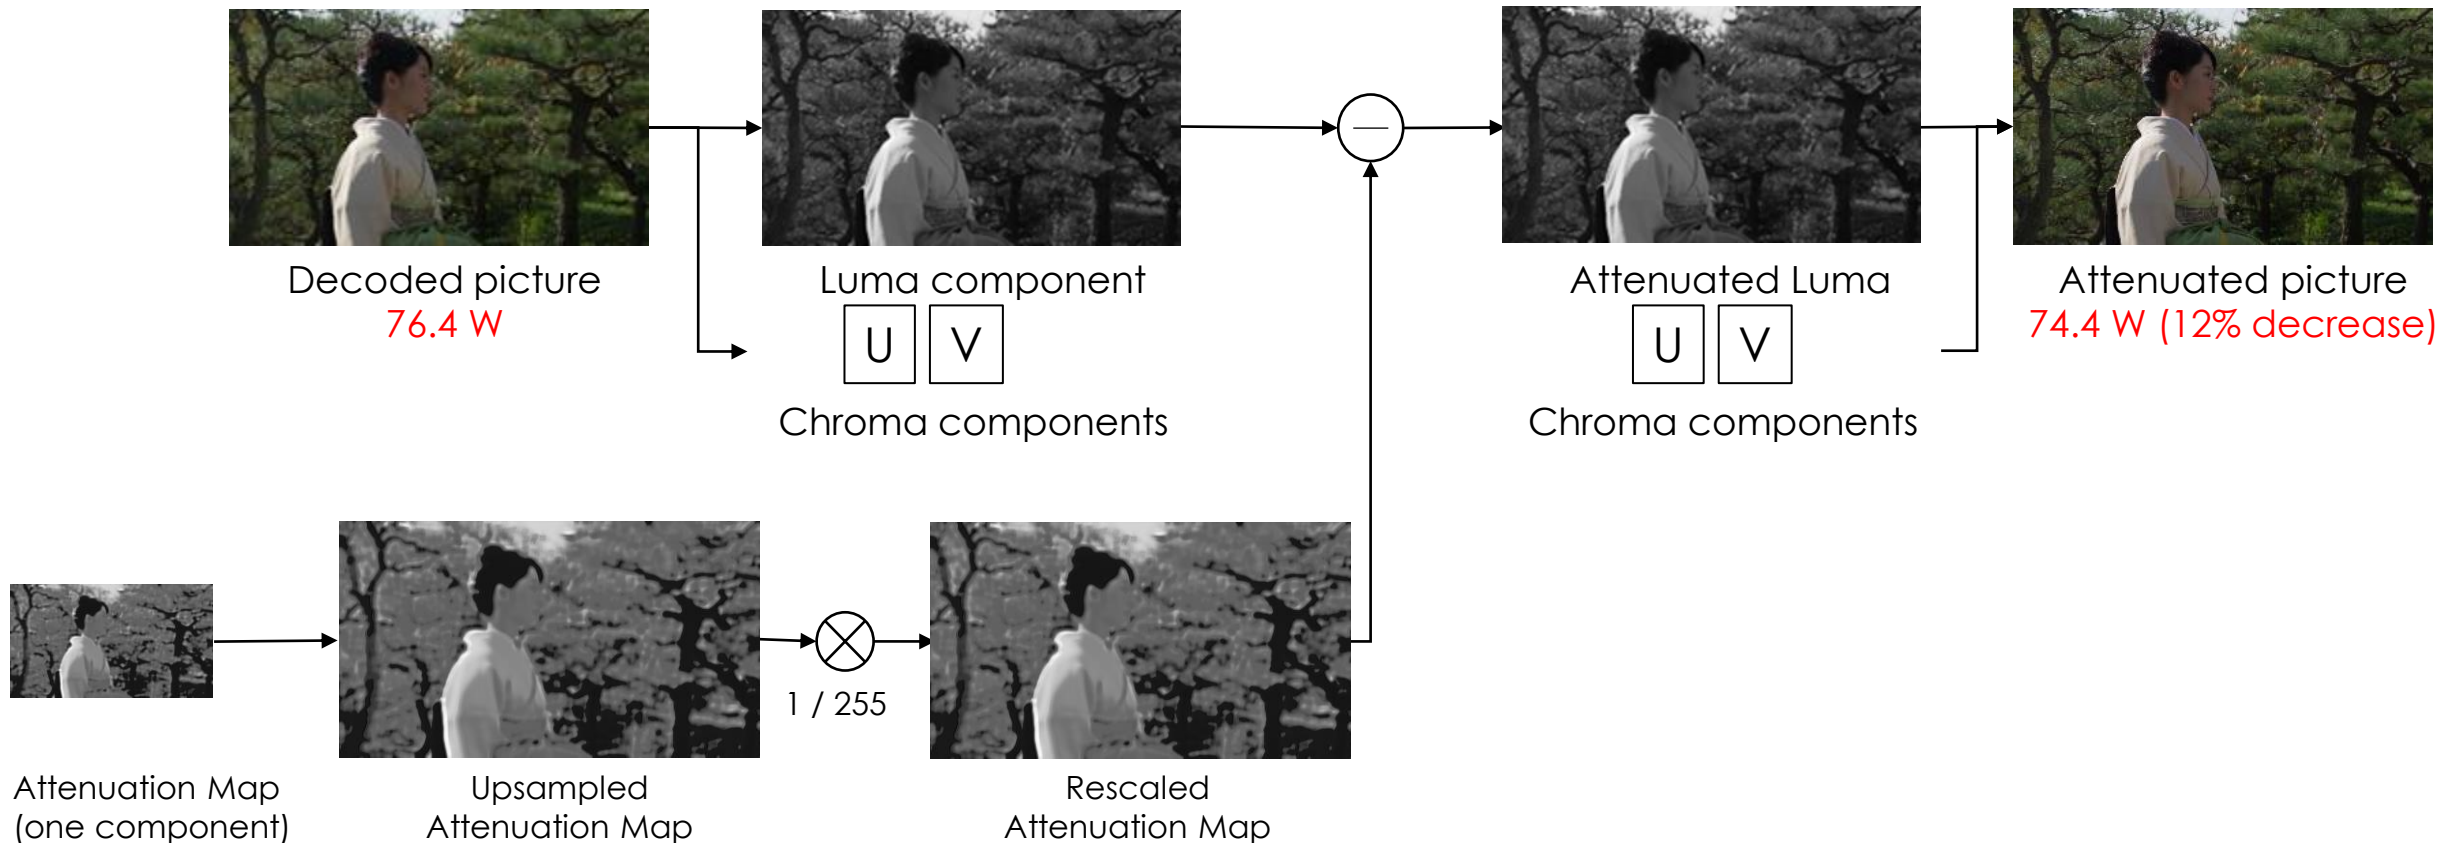 Decoded picture
76.4 W
Luma component
U V
Chroma components
Attenuated Luma
U V
Chroma components
Attenuated picture
74.4 W (12% decrease)
Attenuation Map
(one component)
Upsampled
Attenuation Map
1 / 255
Rescaled
Attenuation Map